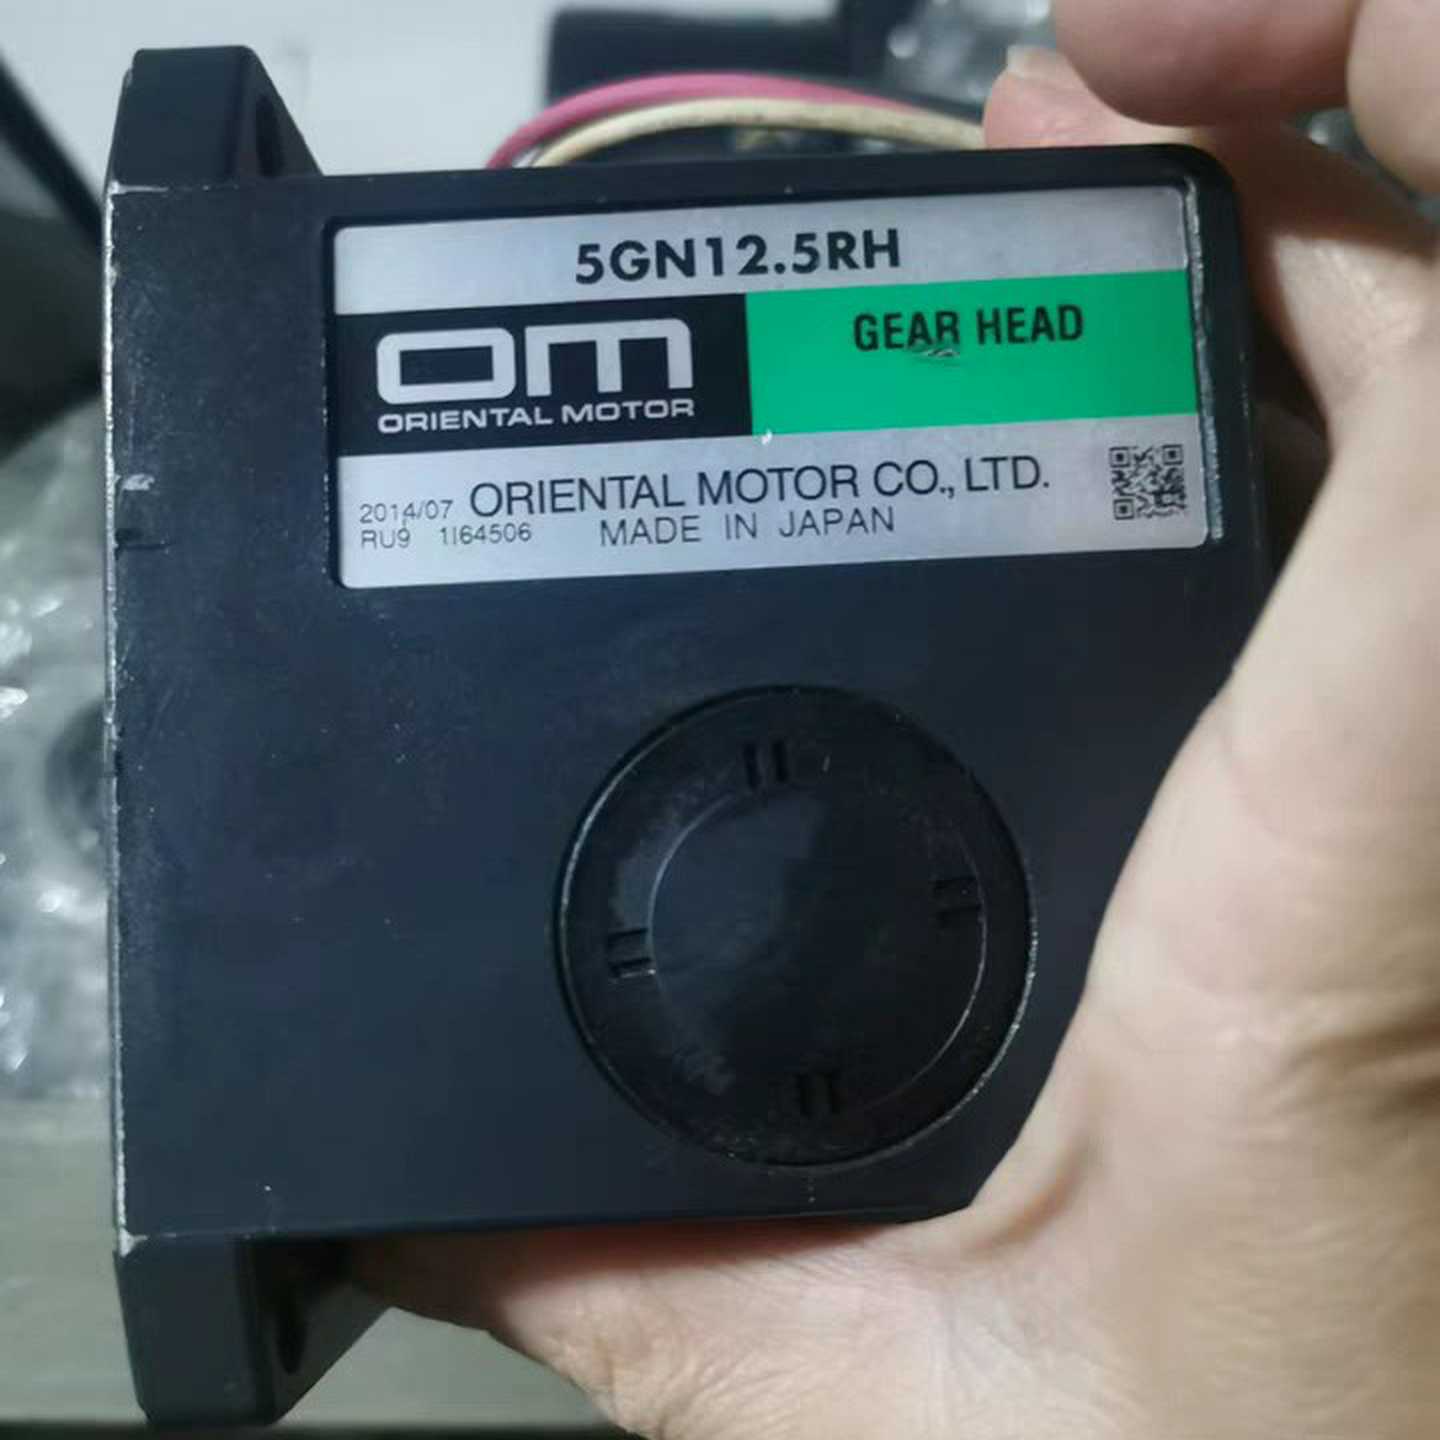 5GN12.5RH
om
ORIENTAL MOTOR
GEAR HEAD
2014/07 ORIENTAL MOTOR CO., LTD.
RU9 1I64506 MADE IN JAPAN